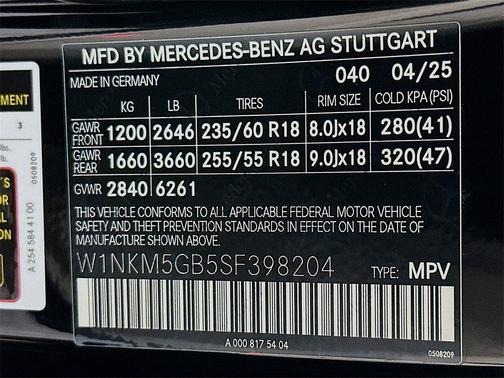 MFD BY MERCEDES-BENZ AG STUTTGART
MADE IN GERMANY 040 04/25
KG LB TIRES RIM SIZE COLD KPA(PSI)
GAWR FRONT 1200 2646 235/60 R18 8.0Jx18 280(41)
GAWR REAR 1660 3660 255/55 R18 9.0Jx18 320(47)
GVWR 2840 6261
THIS VEHICLE CONFORMS TO ALL APPLICABLE FEDERAL MOTOR VEHICLE
SAFETY AND THEFT PREVENTION STANDARDS IN EFFECT ON THE DATE OF
MANUFACTURE SHOWN ABOVE.
W1NKM5GB5SF398204 TYPE: MPV
A 000 817 54 04
0508209
3
0508209
A 254 584 41 00